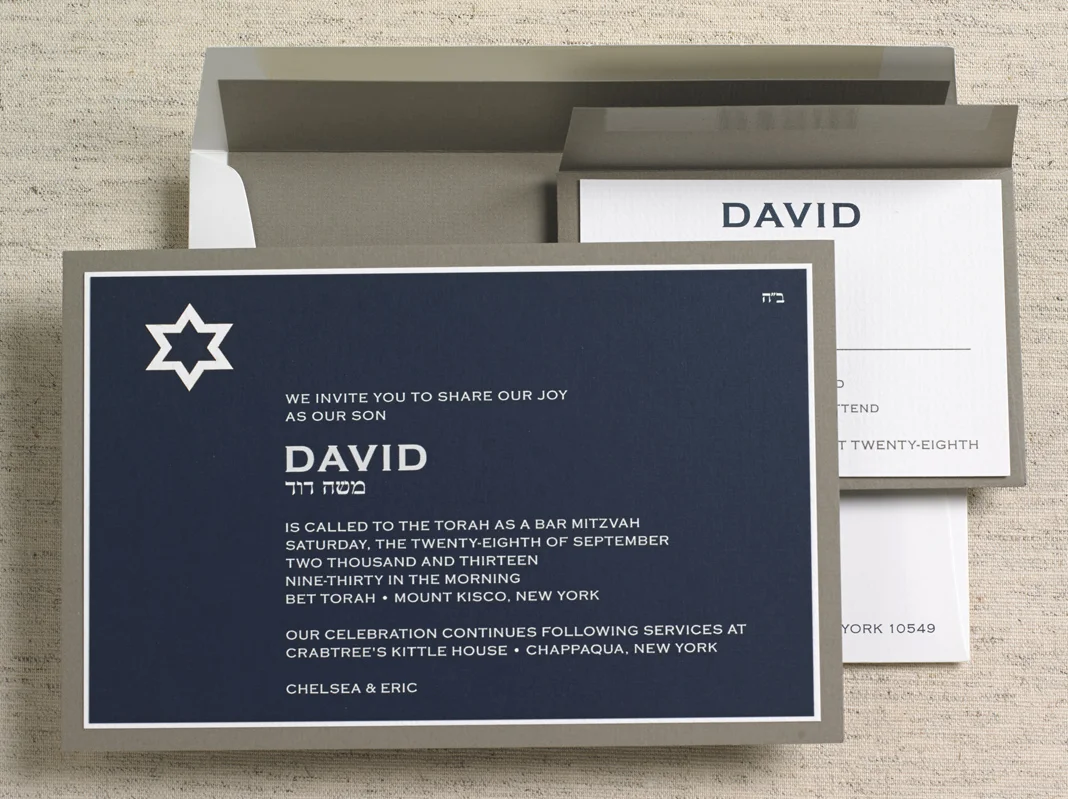 ב"ה
WE INVITE YOU TO SHARE OUR JOY
AS OUR SON
DAVID
משה דוד
IS CALLED TO THE TORAH AS A BAR MITZVAH
SATURDAY, THE TWENTY-EIGHTH OF SEPTEMBER
TWO THOUSAND AND THIRTEEN
NINE-THIRTY IN THE MORNING
BET TORAH • MOUNT KISCO, NEW YORK
OUR CELEBRATION CONTINUES FOLLOWING SERVICES AT
CRABTREE'S KITTLE HOUSE • CHAPPAQUA, NEW YORK
CHELSEA & ERIC
DAVID
TWENTY-EIGHTH
YORK 10549